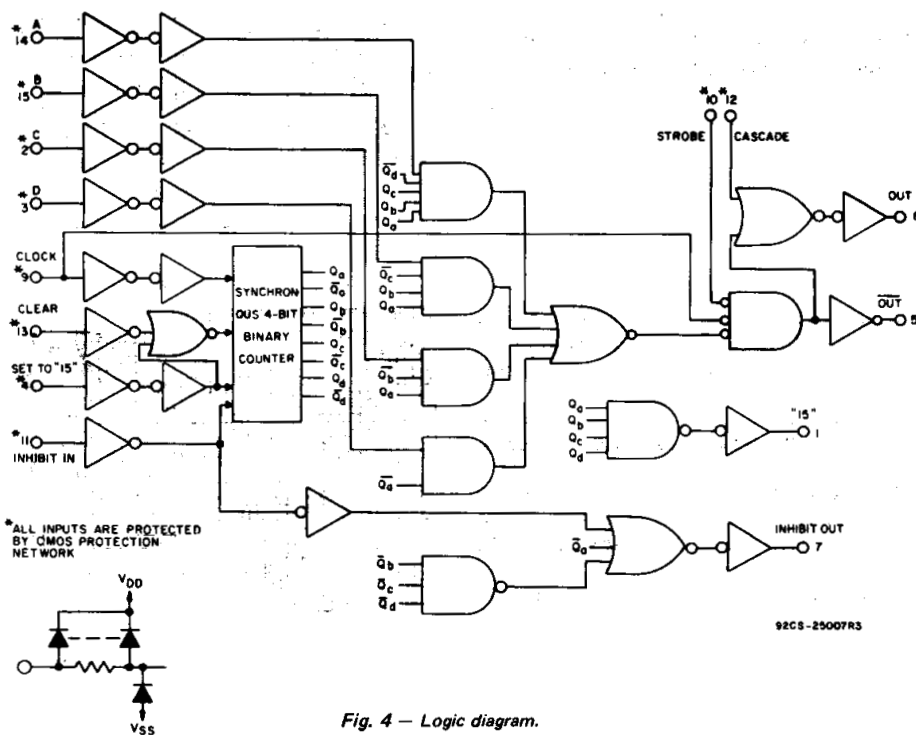 A
*14
B
*15
C
*2
D
*3
CLOCK
*9
CLEAR
*13
SET TO "15"
*4
*11
INHIBIT IN
SYNCHRON
OUS 4-BIT
BINARY
COUNTER
Qa
Q̅a
Qb
Q̅b
Qc
Q̅c
Qd
Q̅d
Q̅d
Qc
Qb
Qa
Q̅c
Qb
Qa
Q̅b
Qa
Q̅a
*10 *12
STROBE CASCADE
OUT
6
O̅U̅T̅
5
Qa
Qb
Qc
Qd
"15"
1
Q̅a
INHIBIT OUT
7
Q̅b
Q̅c
Q̅d
*ALL INPUTS ARE PROTECTED
BY CMOS PROTECTION
NETWORK
VDD
VSS
92CS-25007R3
Fig. 4 — Logic diagram.